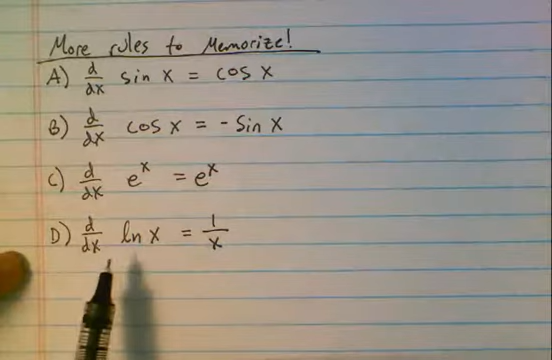 More rules to Memorize!
A) d/dx sin x = cos x
B) d/dx cos x = - sin x
C) d/dx e^x = e^x
D) d/dx ln x = 1/x